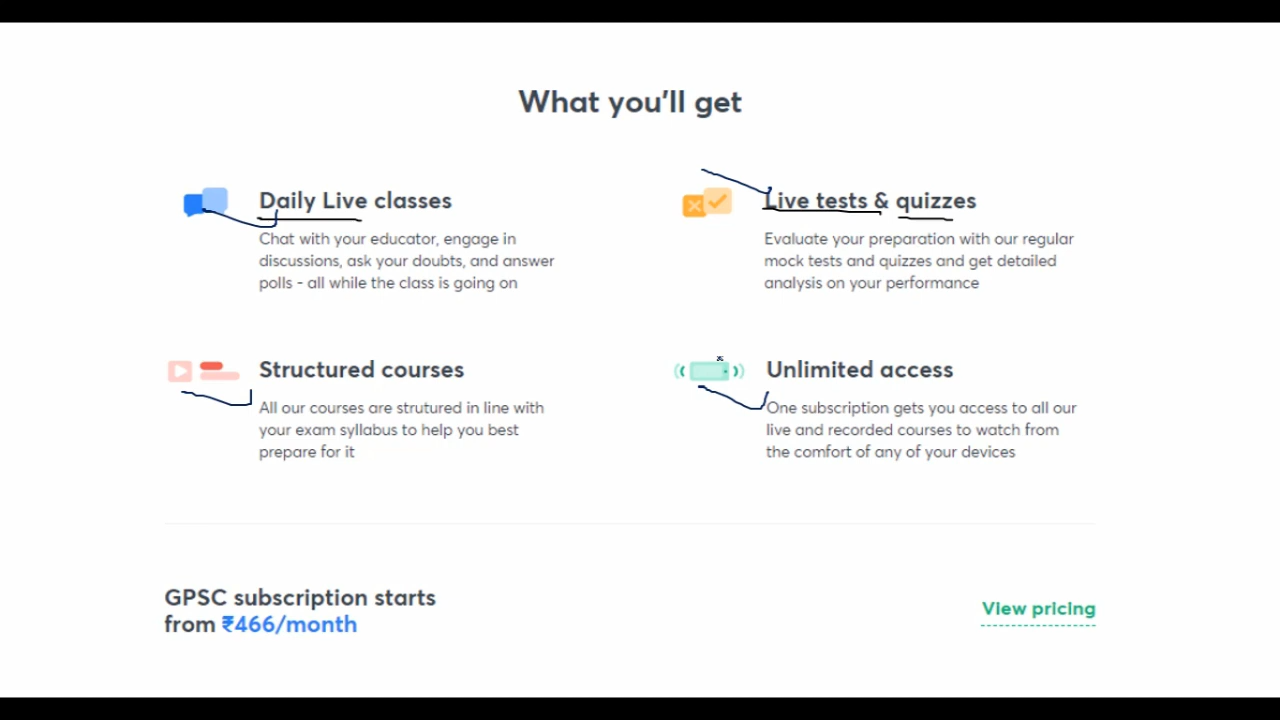 What you'll get
Daily Live classes
Chat with your educator, engage in
discussions, ask your doubts, and answer
polls - all while the class is going on
Live tests & quizzes
Evaluate your preparation with our regular
mock tests and quizzes and get detailed
analysis on your performance
Structured courses
All our courses are strutured in line with
your exam syllabus to help you best
prepare for it
Unlimited access
One subscription gets you access to all our
live and recorded courses to watch from
the comfort of any of your devices
GPSC subscription starts
from ₹466/month
View pricing